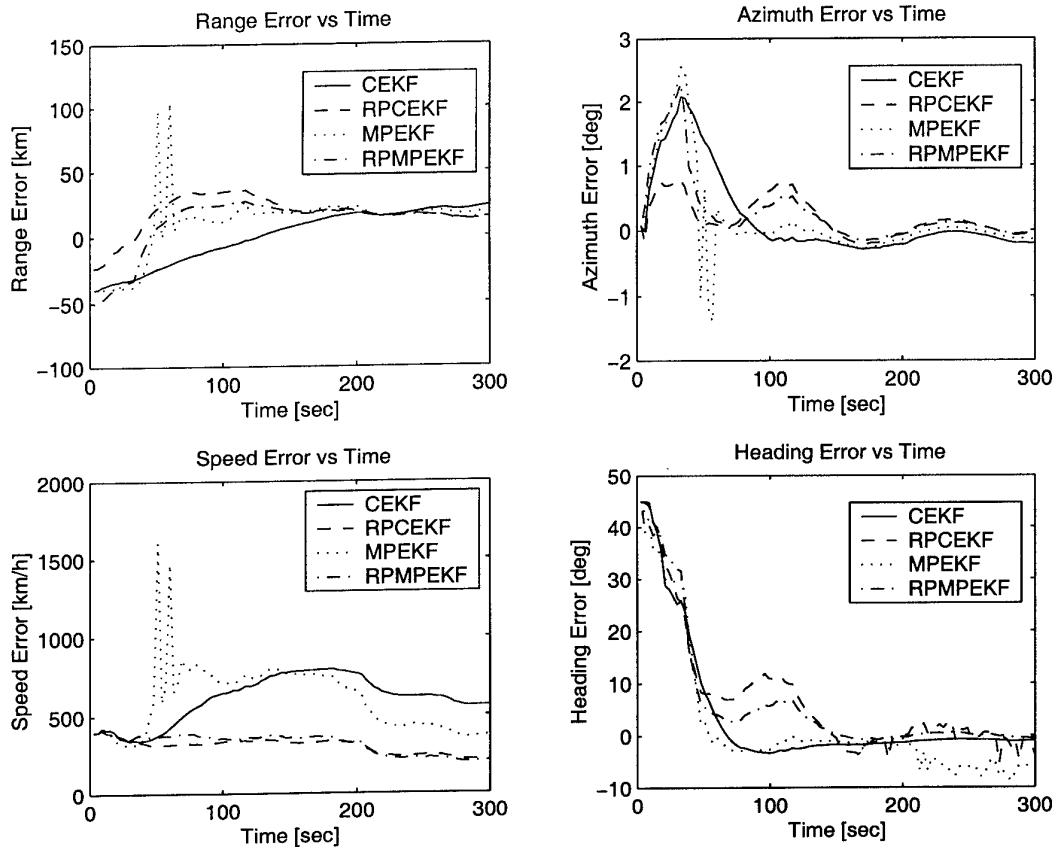 Range Error vs Time
150
100
50
0
−50
−100
Range Error [km]
CEKF
RPCEKF
MPEKF
RPMPEKF
0
100
200
300
Time [sec]
Azimuth Error vs Time
3
2
1
0
−1
−2
Azimuth Error [deg]
CEKF
RPCEKF
MPEKF
RPMPEKF
0
100
200
300
Time [sec]
Speed Error vs Time
2000
1500
1000
500
0
Speed Error [km/h]
CEKF
RPCEKF
MPEKF
RPMPEKF
0
100
200
300
Time [sec]
Heading Error vs Time
50
40
30
20
10
0
−10
Heading Error [deg]
CEKF
RPCEKF
MPEKF
RPMPEKF
0
100
200
300
Time [sec]